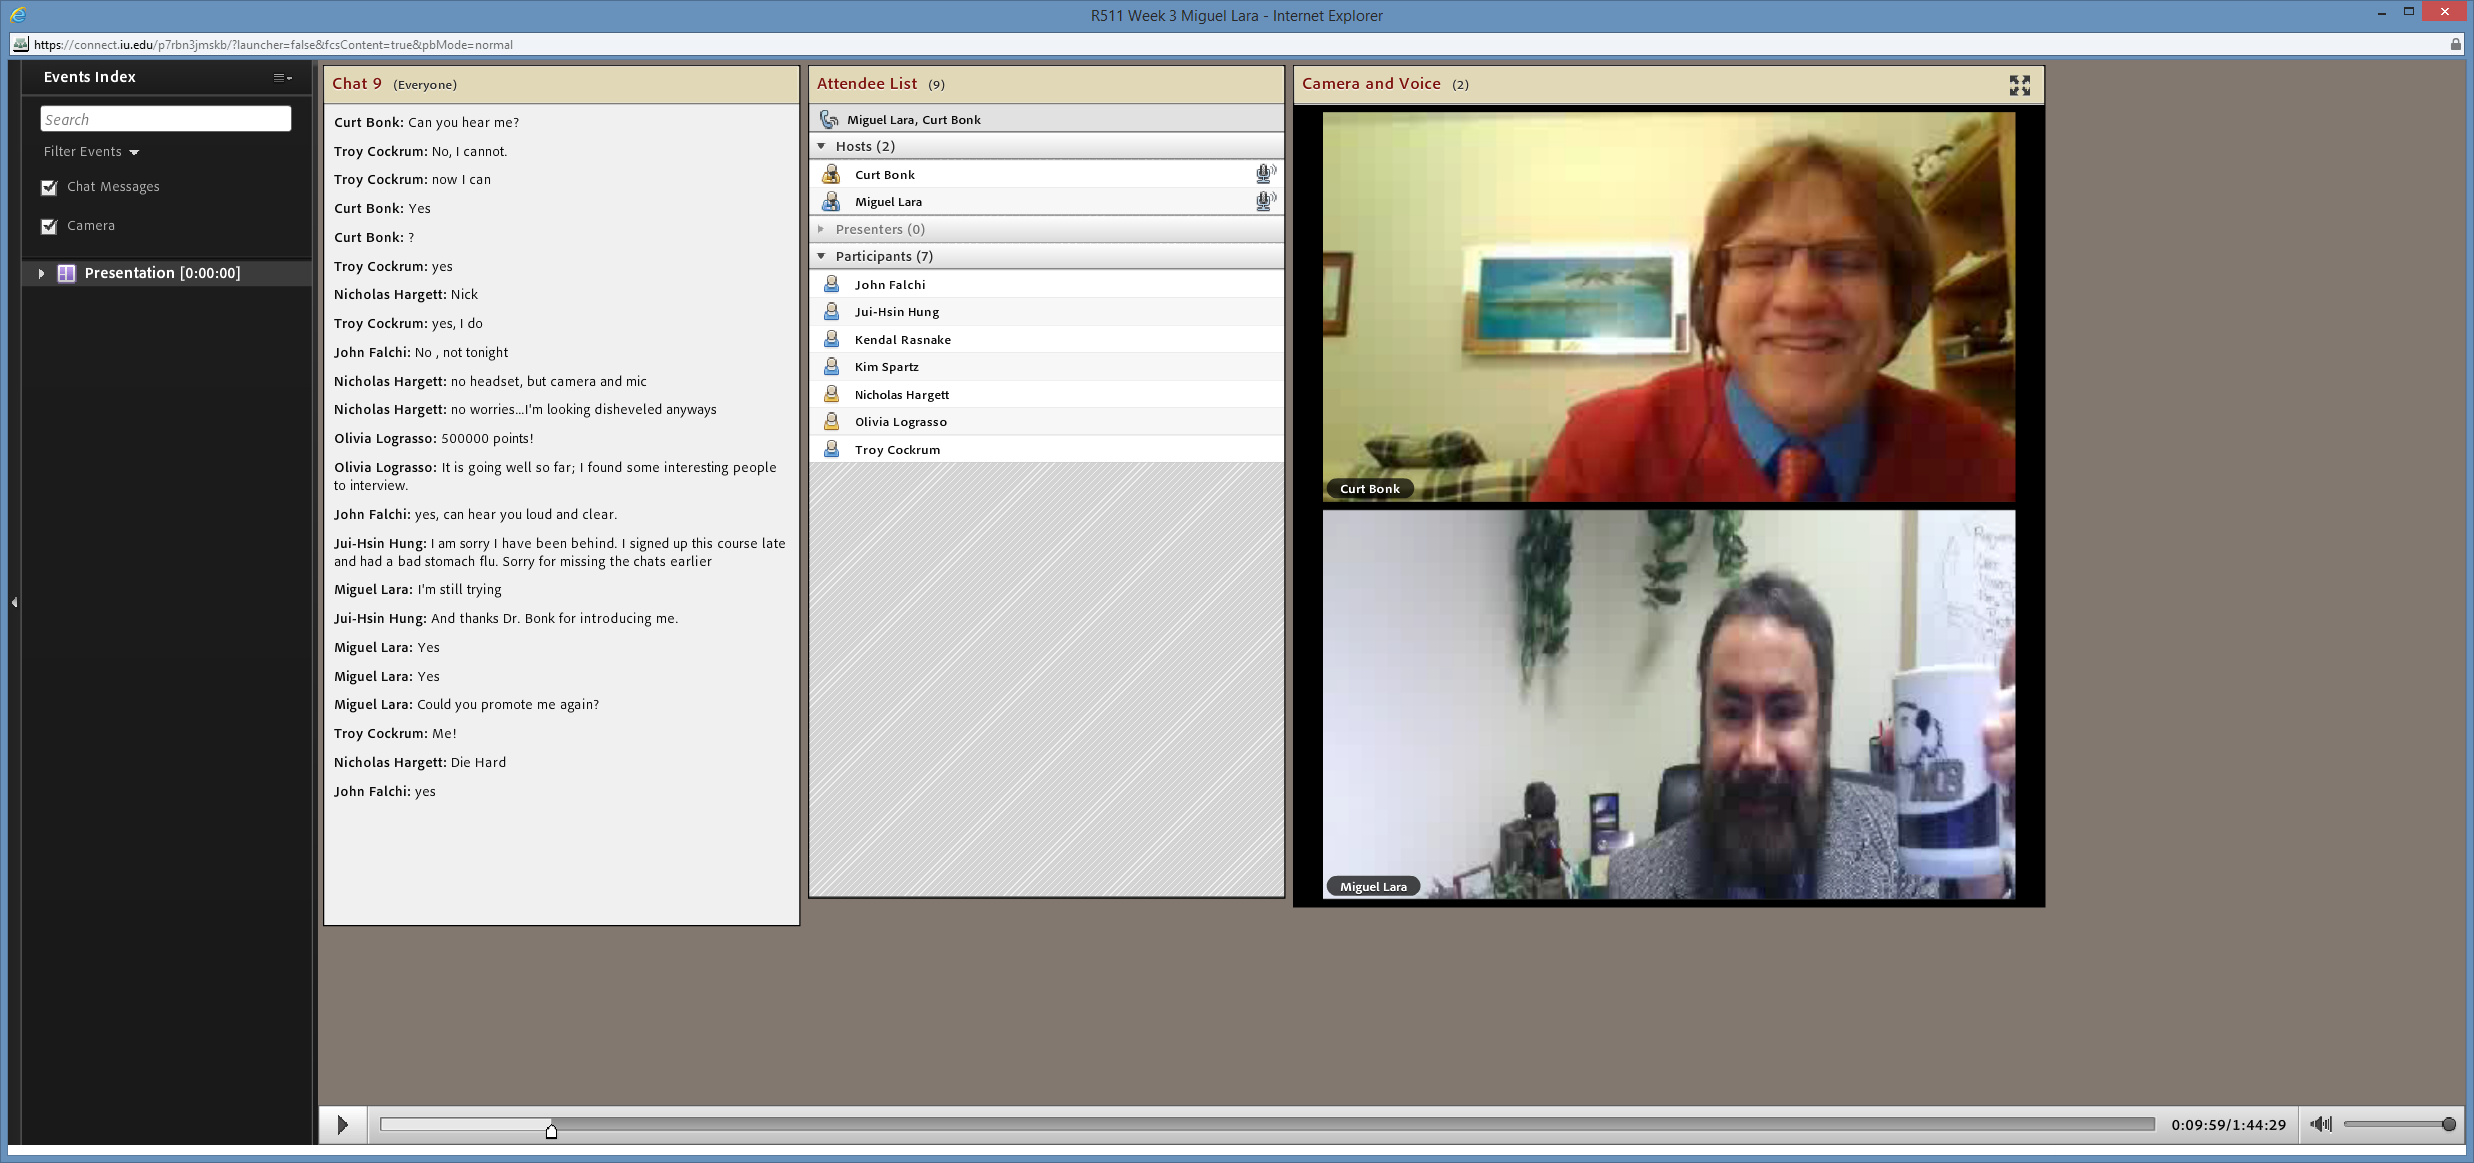 R511 Week 3 Miguel Lara - Internet Explorer
https://connect.iu.edu/p7rbn3jmskb/?launcher=false&fcsContent=true&pbMode=normal
Events Index
Search
Filter Events
Chat Messages
Camera
Presentation [0:00:00]
Chat 9 (Everyone)
Curt Bonk: Can you hear me?
Troy Cockrum: No, I cannot.
Troy Cockrum: now I can
Curt Bonk: Yes
Curt Bonk: ?
Troy Cockrum: yes
Nicholas Hargett: Nick
Troy Cockrum: yes, I do
John Falchi: No , not tonight
Nicholas Hargett: no headset, but camera and mic
Nicholas Hargett: no worries...I'm looking disheveled anyways
Olivia Lograsso: 500000 points!
Olivia Lograsso: It is going well so far; I found some interesting people
to interview.
John Falchi: yes, can hear you loud and clear.
Jui-Hsin Hung: I am sorry I have been behind. I signed up this course late
and had a bad stomach flu. Sorry for missing the chats earlier
Miguel Lara: I'm still trying
Jui-Hsin Hung: And thanks Dr. Bonk for introducing me.
Miguel Lara: Yes
Miguel Lara: Yes
Miguel Lara: Could you promote me again?
Troy Cockrum: Me!
Nicholas Hargett: Die Hard
John Falchi: yes
Attendee List (9)
Miguel Lara, Curt Bonk
Hosts (2)
Curt Bonk
Miguel Lara
Presenters (0)
Participants (7)
John Falchi
Jui-Hsin Hung
Kendal Rasnake
Kim Spartz
Nicholas Hargett
Olivia Lograsso
Troy Cockrum
Camera and Voice (2)
Curt Bonk
Miguel Lara
0:09:59/1:44:29